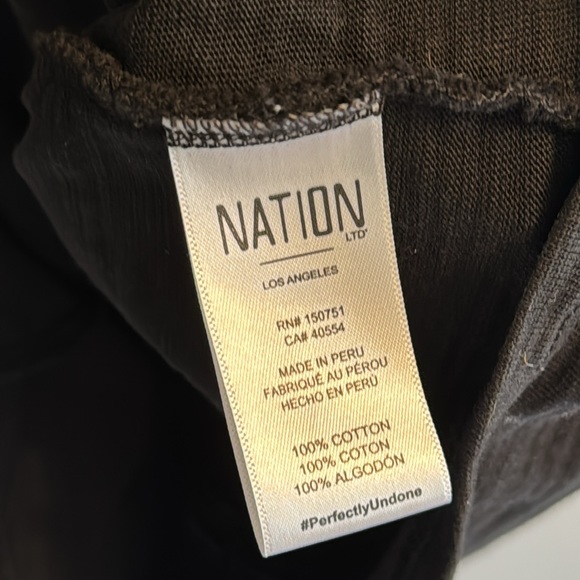 NATION
LTD®
LOS ANGELES
RN# 150751
CA# 40554
MADE IN PERU
FABRIQUÉ AU PÉROU
HECHO EN PERÚ
100% COTTON
100% COTON
100% ALGODÓN
#PerfectlyUndone